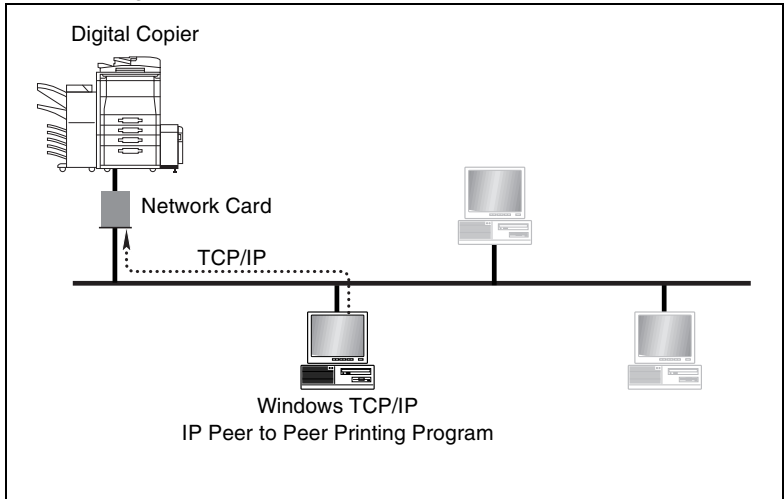 Digital Copier
Network Card
TCP/IP
Windows TCP/IP
IP Peer to Peer Printing Program